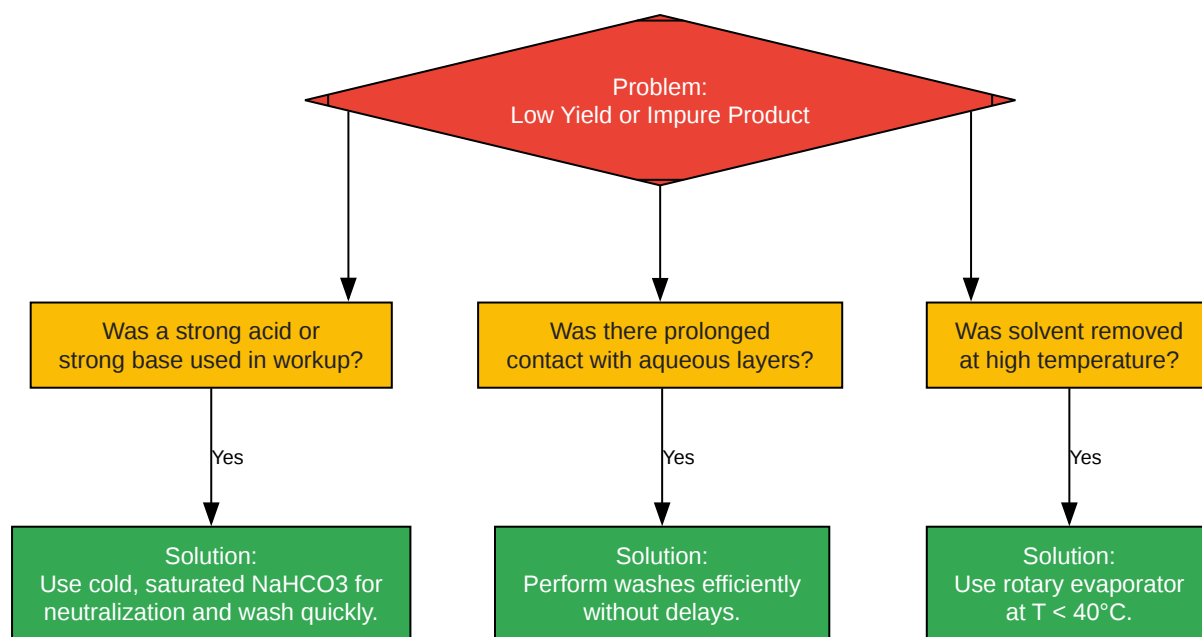 Problem:
Low Yield or Impure Product
Was a strong acid or
strong base used in workup?
Was there prolonged
contact with aqueous layers?
Was solvent removed
at high temperature?
Yes
Yes
Yes
Solution:
Use cold, saturated NaHCO3 for
neutralization and wash quickly.
Solution:
Perform washes efficiently
without delays.
Solution:
Use rotary evaporator
at T < 40°C.